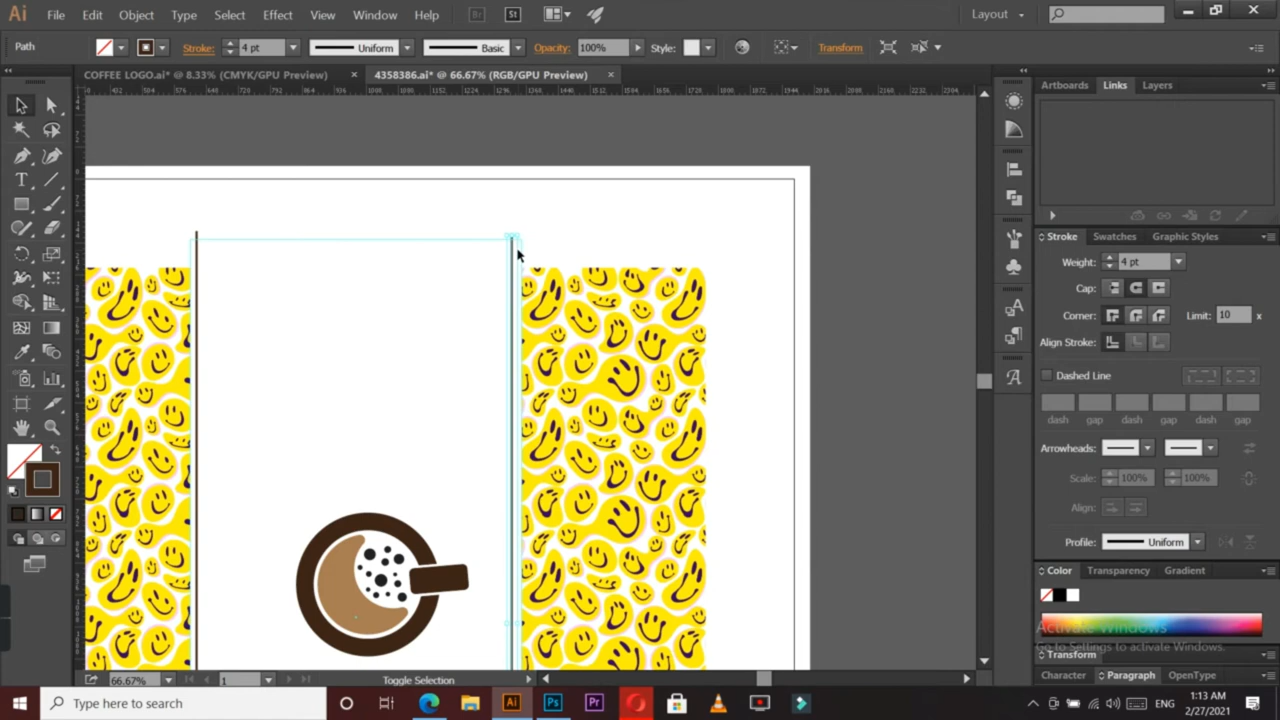 Ai File Edit Object Type Select Effect View Window Help Br St Layout
Path Stroke: 4 pt Uniform Basic Opacity: 100% Style: Transform
COFFEE LOGO.ai* @ 8.33% (CMYK/GPU Preview) × 4358386.ai* @ 66.67% (RGB/GPU Preview) ×
Artboards Links Layers
Stroke Swatches Graphic Styles
Weight: 4 pt
Cap:
Corner: Limit: 10 x
Align Stroke:
Dashed Line
dash gap dash gap dash gap
Arrowheads:
Scale: 100% 100%
Align:
Profile: Uniform
Color Transparency Gradient
Activate Windows
Go to Settings to activate Windows.
Transform
Character Paragraph OpenType
66.67% 1 Toggle Selection
Type here to search Ai Ps Pr ENG 1:13 AM
2/27/2021